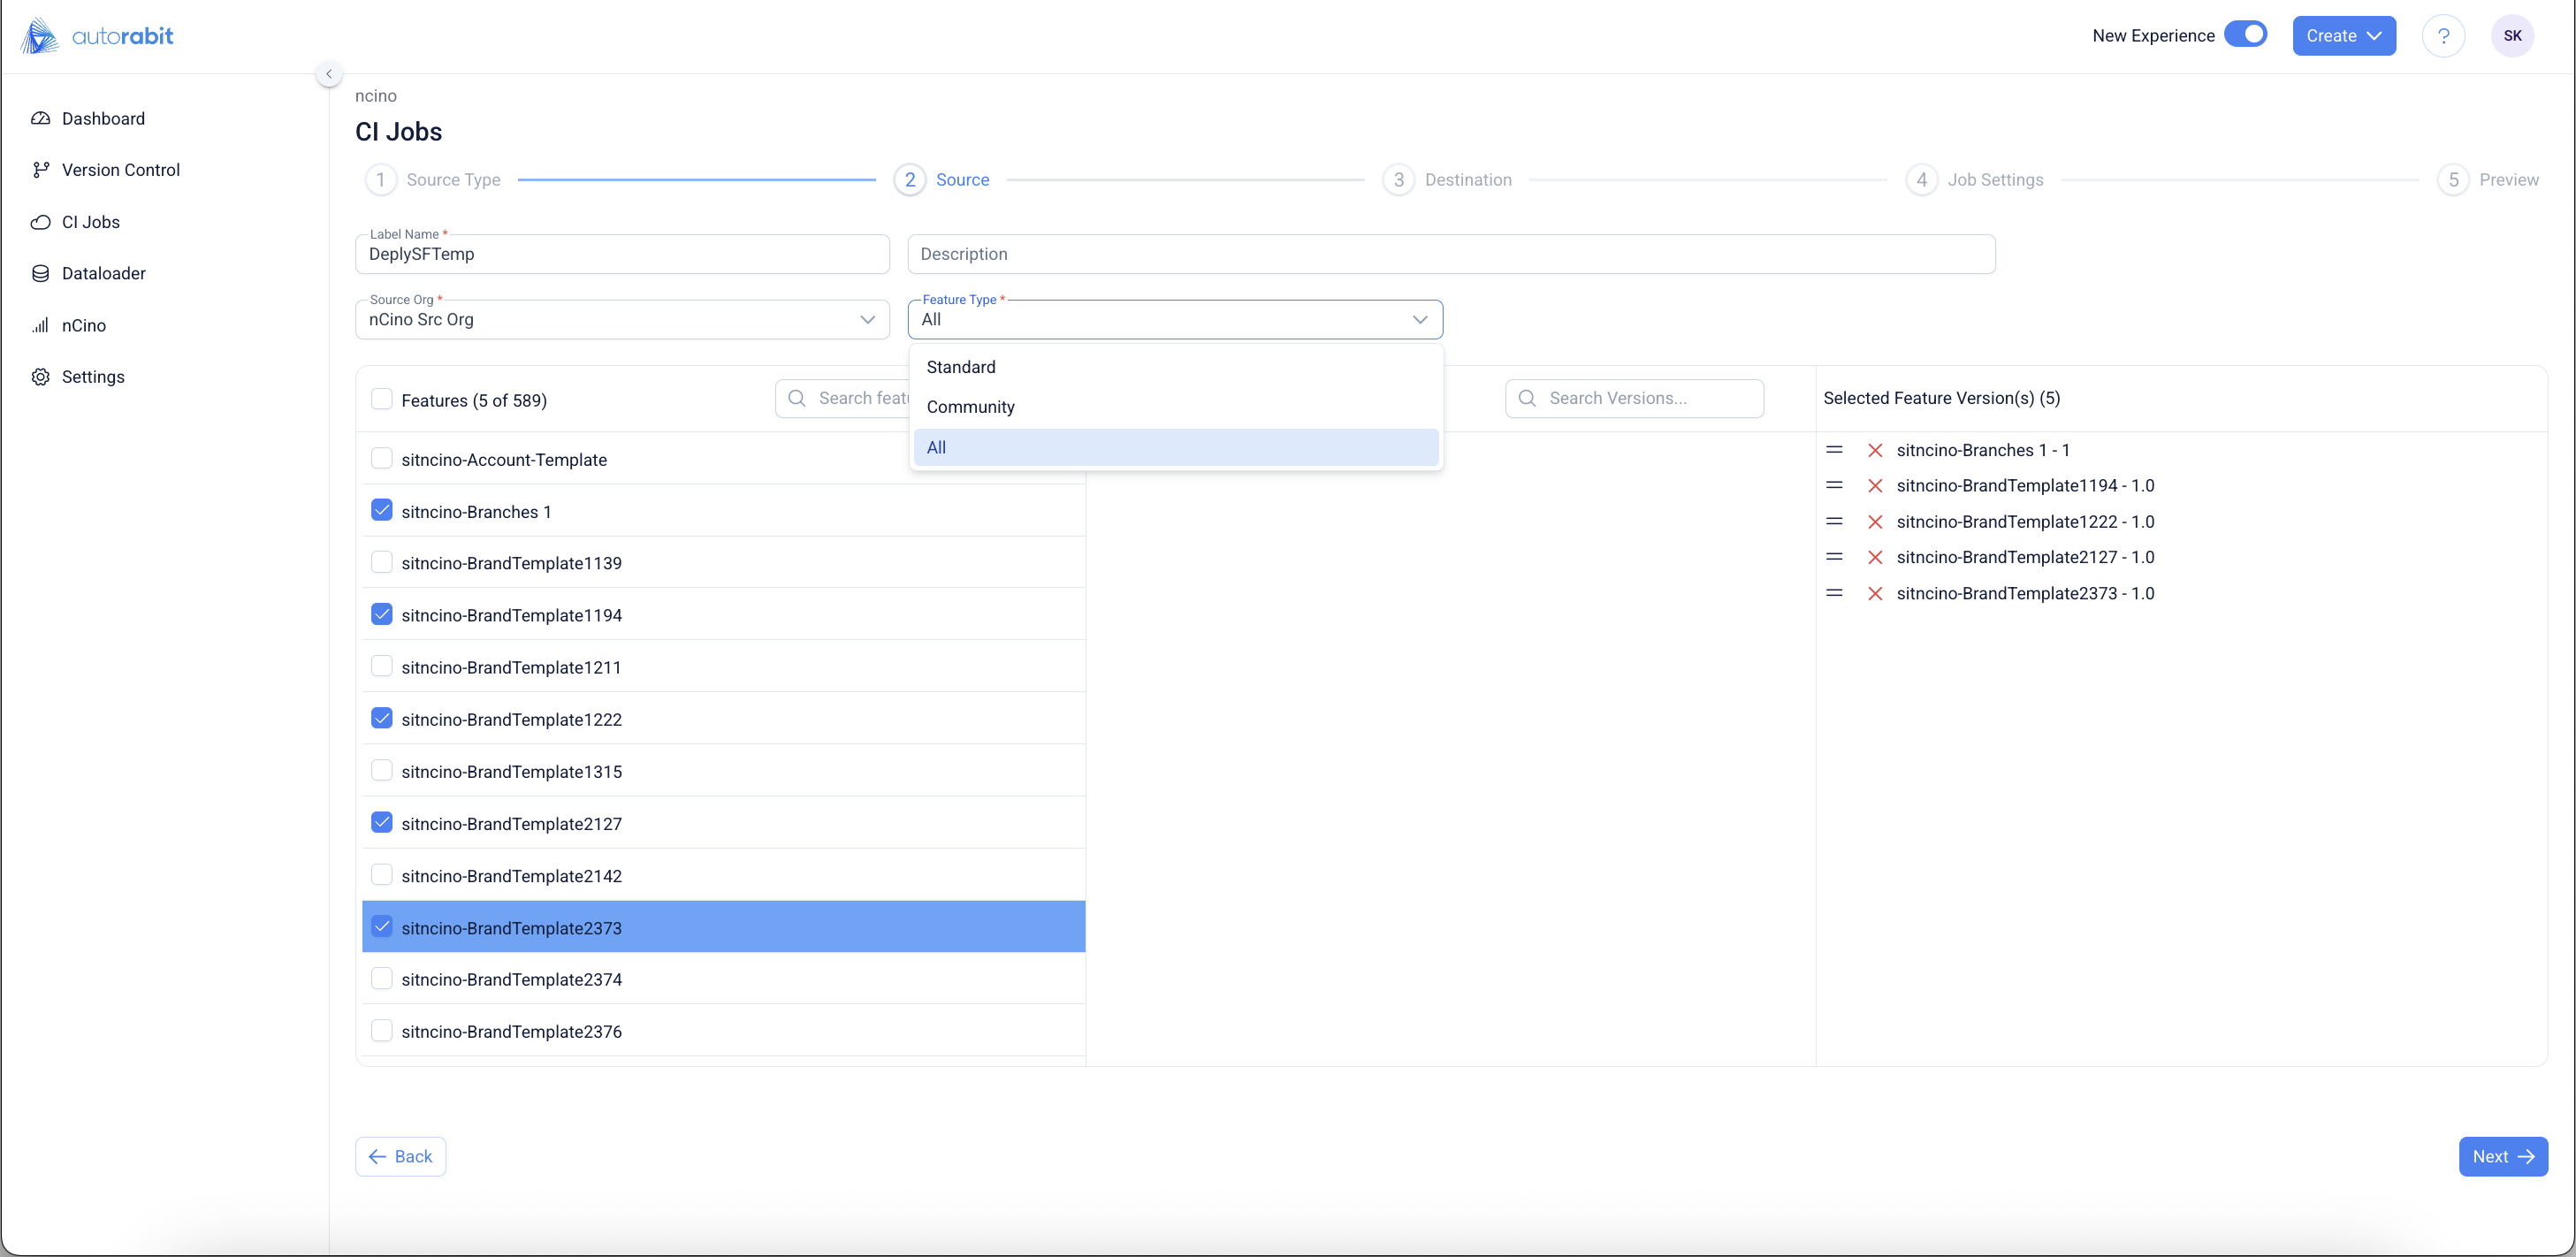 autorabit
New Experience
Create
?
SK
Dashboard
Version Control
CI Jobs
Dataloader
nCino
Settings
ncino
CI Jobs
1 Source Type
2 Source
3 Destination
4 Job Settings
5 Preview
Label Name *
DeplySFTemp
Description
Source Org *
nCino Src Org
Feature Type *
All
Standard
Community
All
Features (5 of 589)
Search featu
Search Versions...
Selected Feature Version(s) (5)
sitncino-Account-Template
sitncino-Branches 1
sitncino-BrandTemplate1139
sitncino-BrandTemplate1194
sitncino-BrandTemplate1211
sitncino-BrandTemplate1222
sitncino-BrandTemplate1315
sitncino-BrandTemplate2127
sitncino-BrandTemplate2142
sitncino-BrandTemplate2373
sitncino-BrandTemplate2374
sitncino-BrandTemplate2376
sitncino-Branches 1 - 1
sitncino-BrandTemplate1194 - 1.0
sitncino-BrandTemplate1222 - 1.0
sitncino-BrandTemplate2127 - 1.0
sitncino-BrandTemplate2373 - 1.0
Back
Next